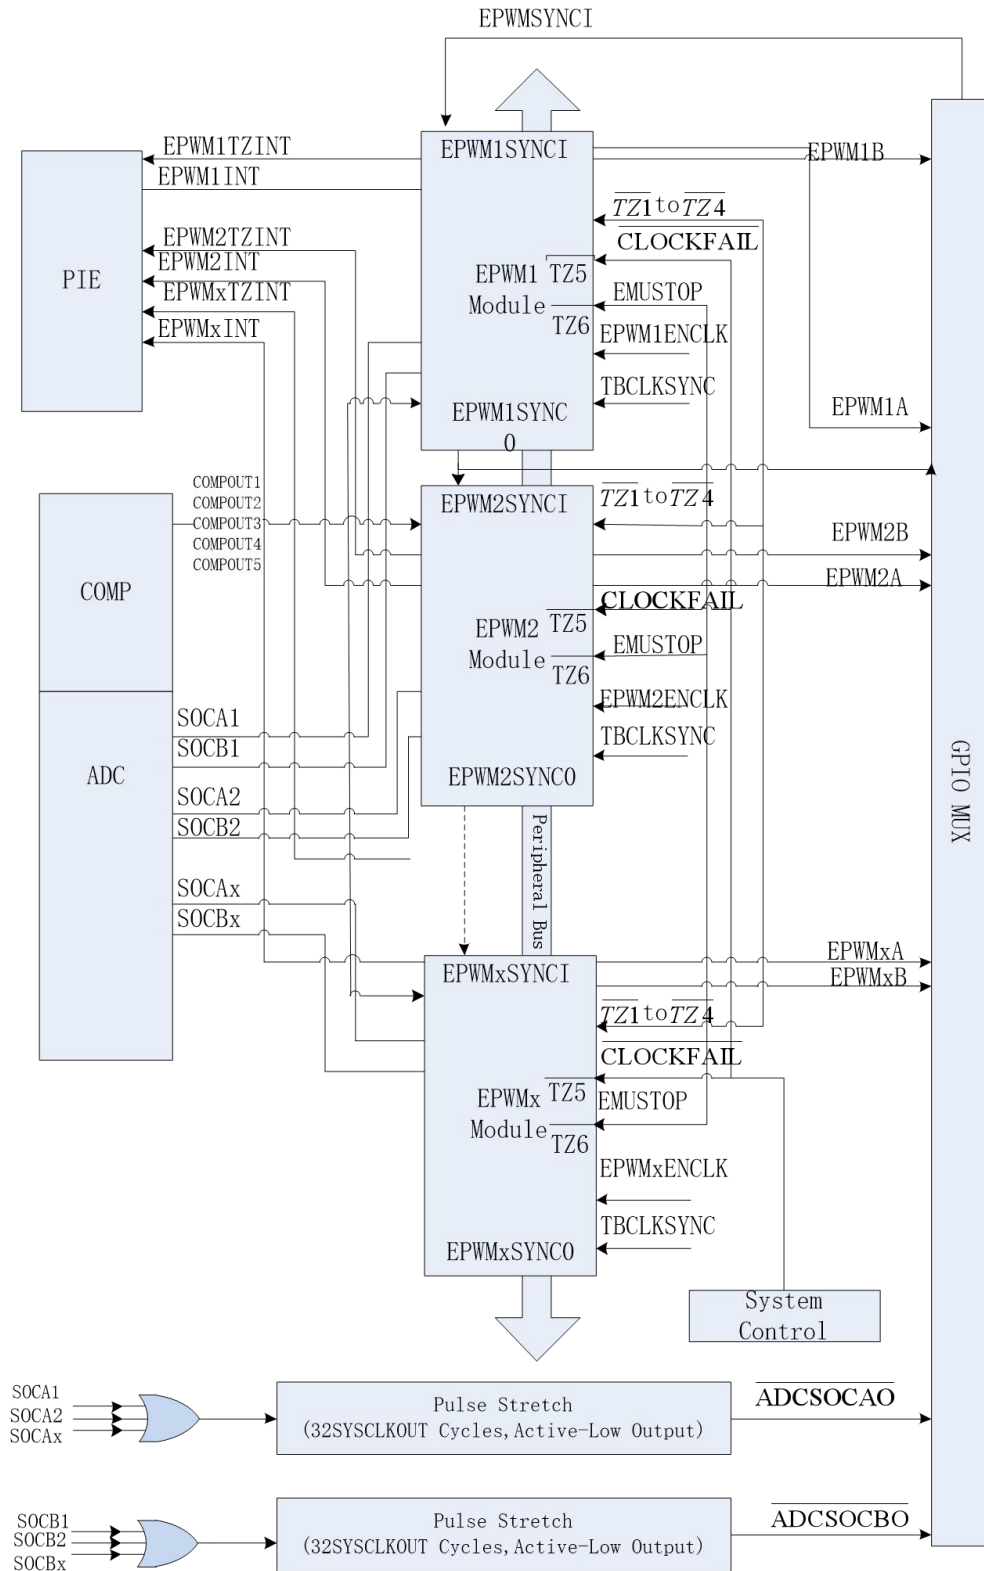 EPWMSYNCI
EPWM1TZINT
EPWM1INT
EPWM2TZINT
EPWM2INT
EPWMxTZINT
EPWMxINT
PIE
EPWM1SYNCI
EPWM1
Module
TZ5
TZ6
EPWM1SYNC
O
EPWM1B
TZ1 to TZ4
CLOCKFAIL
EMUSTOP
EPWM1ENCLK
TBCLKSYNC
EPWM1A
COMPOUT1
COMPOUT2
COMPOUT3
COMPOUT4
COMPOUT5
COMP
ADC
SOCA1
SOCB1
SOCA2
SOCB2
SOCAx
SOCBx
EPWM2SYNCI
EPWM2
Module
TZ5
TZ6
EPWM2SYNCO
TZ1 to TZ4
EPWM2B
EPWM2A
CLOCKFAIL
EMUSTOP
EPWM2ENCLK
TBCLKSYNC
GPIO MUX
Peripheral Bus
EPWMxSYNCI
EPWMx
Module
TZ5
TZ6
EPWMxSYNCO
EPWMxA
EPWMxB
TZ1 to TZ4
CLOCKFAIL
EMUSTOP
EPWMxENCLK
TBCLKSYNC
System
Control
SOCA1
SOCA2
SOCAx
Pulse Stretch
(32SYSCLKOUT Cycles,Active-Low Output)
ADCSOCAO
SOCB1
SOCB2
SOCBx
Pulse Stretch
(32SYSCLKOUT Cycles,Active-Low Output)
ADCSOCBO